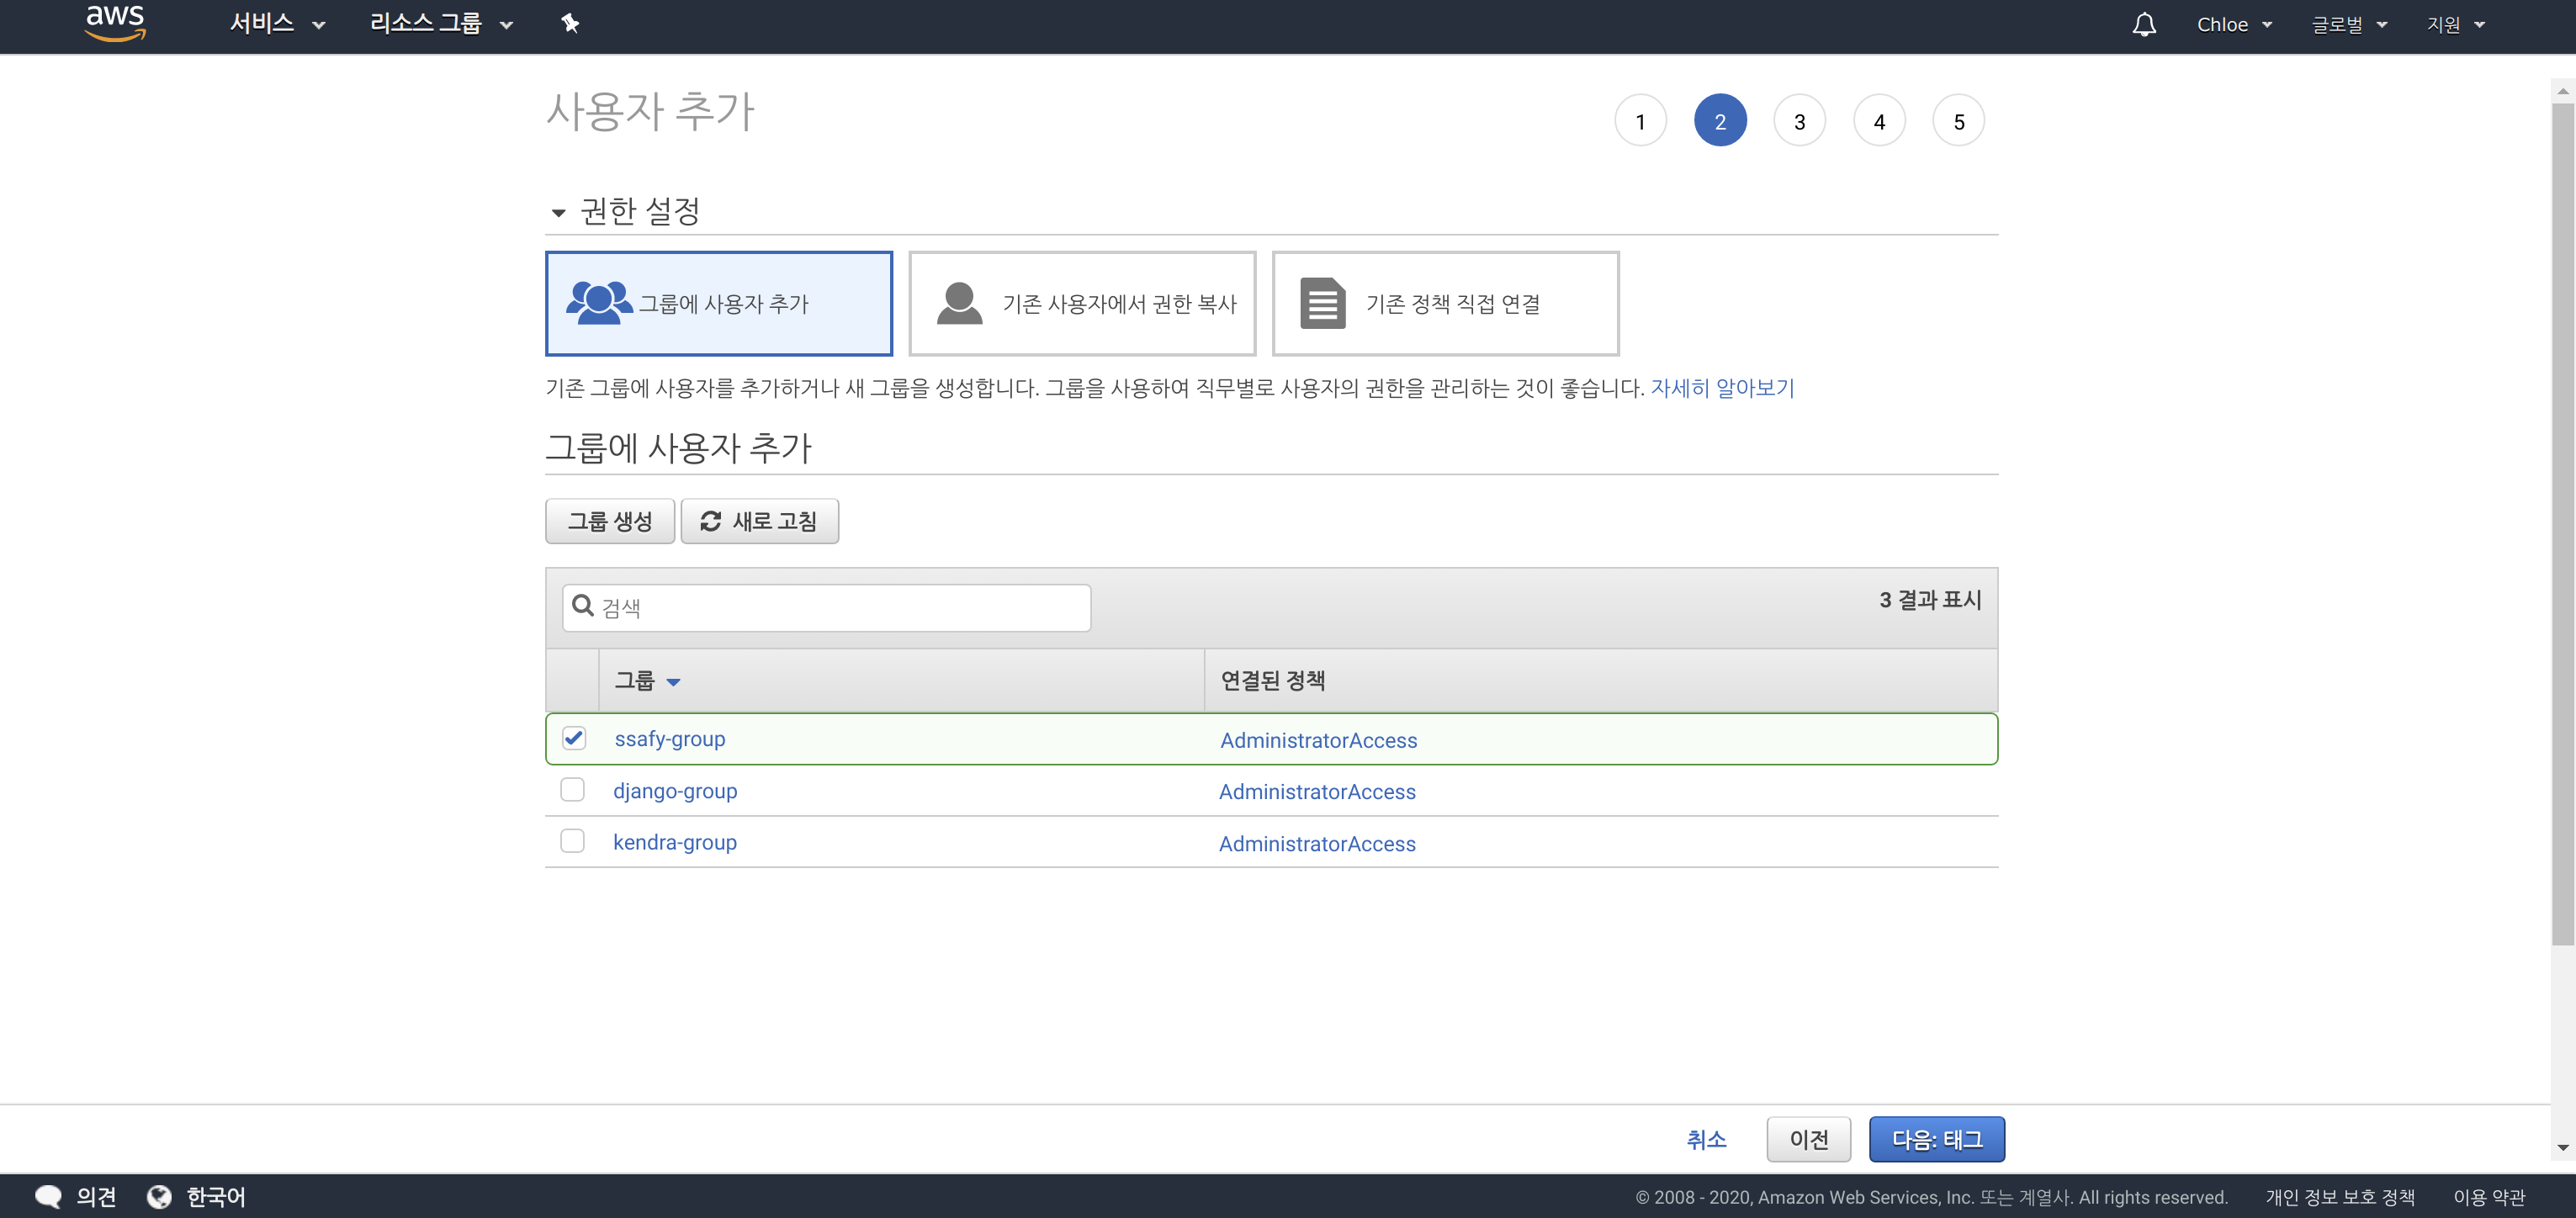 aws 서비스 리소스 그룹 Chloe 글로벌 지원
사용자 추가 1 2 3 4 5
권한 설정
그룹에 사용자 추가 기존 사용자에서 권한 복사 기존 정책 직접 연결
기존 그룹에 사용자를 추가하거나 새 그룹을 생성합니다. 그룹을 사용하여 직무별로 사용자의 권한을 관리하는 것이 좋습니다. 자세히 알아보기
그룹에 사용자 추가
그룹 생성 새로 고침
검색 3 결과 표시
그룹 연결된 정책
ssafy-group AdministratorAccess
django-group AdministratorAccess
kendra-group AdministratorAccess
취소 이전 다음: 태그
의견 한국어 © 2008 - 2020, Amazon Web Services, Inc. 또는 계열사. All rights reserved. 개인 정보 보호 정책 이용 약관